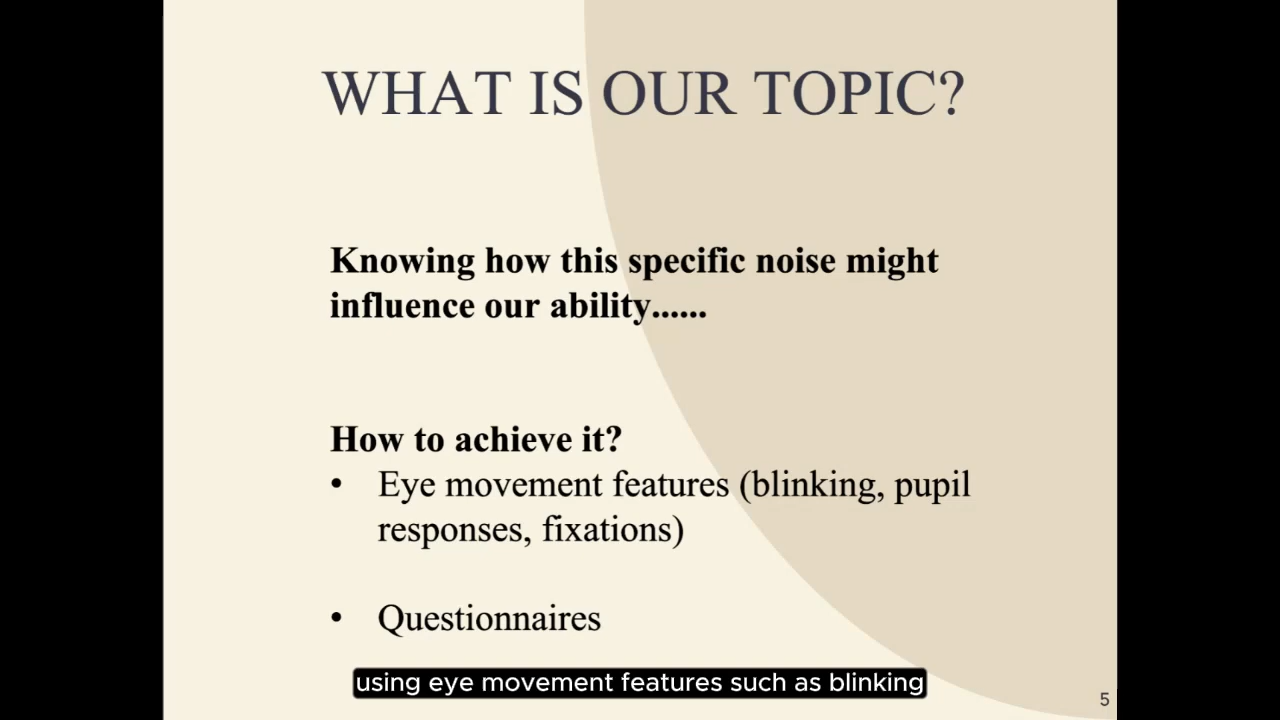 WHAT IS OUR TOPIC?
Knowing how this specific noise might
influence our ability......
How to achieve it?
• Eye movement features (blinking, pupil
responses, fixations)
• Questionnaires
using eye movement features such as blinking
5